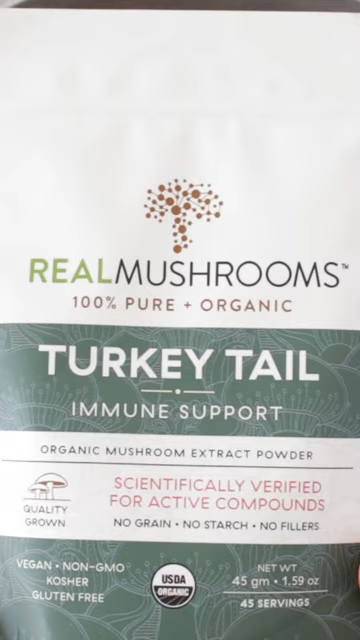 REALMUSHROOMS™
100% PURE + ORGANIC
TURKEY TAIL
IMMUNE SUPPORT
ORGANIC MUSHROOM EXTRACT POWDER
QUALITY
GROWN
SCIENTIFICALLY VERIFIED
FOR ACTIVE COMPOUNDS
NO GRAIN • NO STARCH • NO FILLERS
VEGAN • NON-GMO
KOSHER
GLUTEN FREE
USDA
ORGANIC
NET WT
45 gm • 1.59 oz
45 SERVINGS